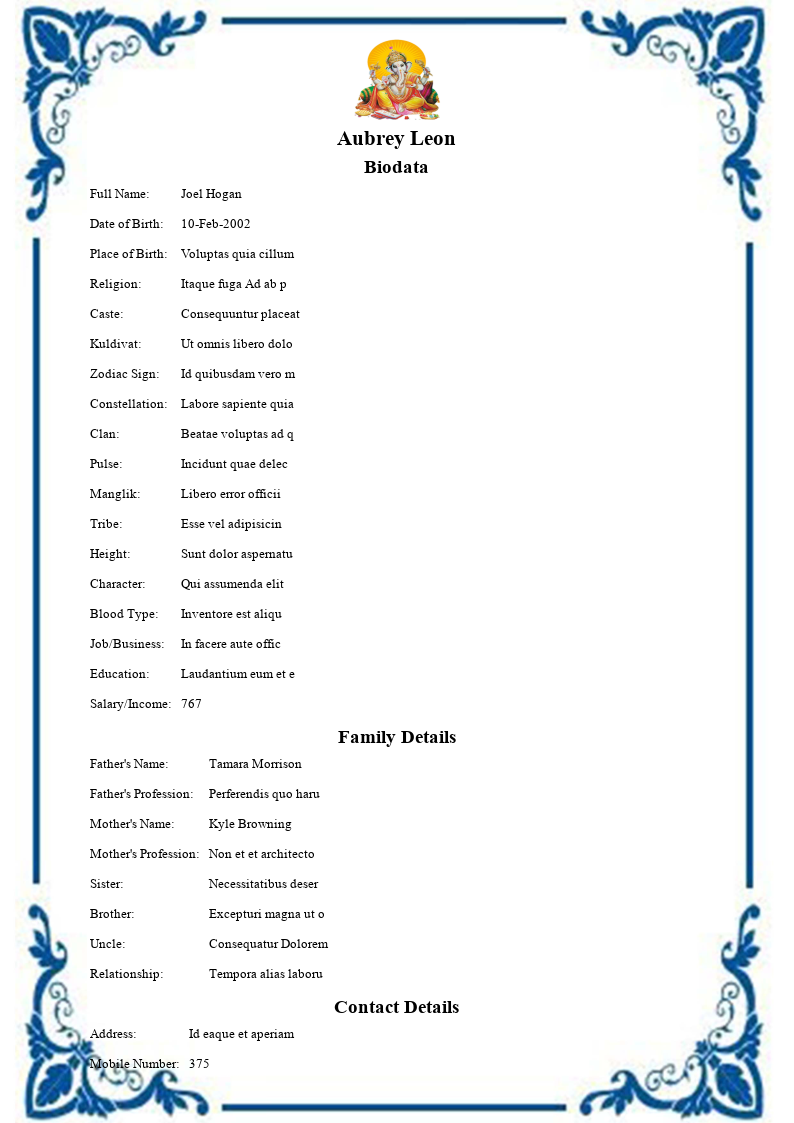 Aubrey Leon
Biodata
Full Name: Joel Hogan
Date of Birth: 10-Feb-2002
Place of Birth: Voluptas quia cillum
Religion: Itaque fuga Ad ab p
Caste: Consequuntur placeat
Kuldivat: Ut omnis libero dolo
Zodiac Sign: Id quibusdam vero m
Constellation: Labore sapiente quia
Clan: Beatae voluptas ad q
Pulse: Incidunt quae delec
Manglik: Libero error officii
Tribe: Esse vel adipisicin
Height: Sunt dolor aspernatu
Character: Qui assumenda elit
Blood Type: Inventore est aliqu
Job/Business: In facere aute offic
Education: Laudantium eum et e
Salary/Income: 767
Family Details
Father's Name: Tamara Morrison
Father's Profession: Perferendis quo haru
Mother's Name: Kyle Browning
Mother's Profession: Non et et architecto
Sister: Necessitatibus deser
Brother: Excepturi magna ut o
Uncle: Consequatur Dolorem
Relationship: Tempora alias laboru
Contact Details
Address: Id eaque et aperiam
Mobile Number: 375